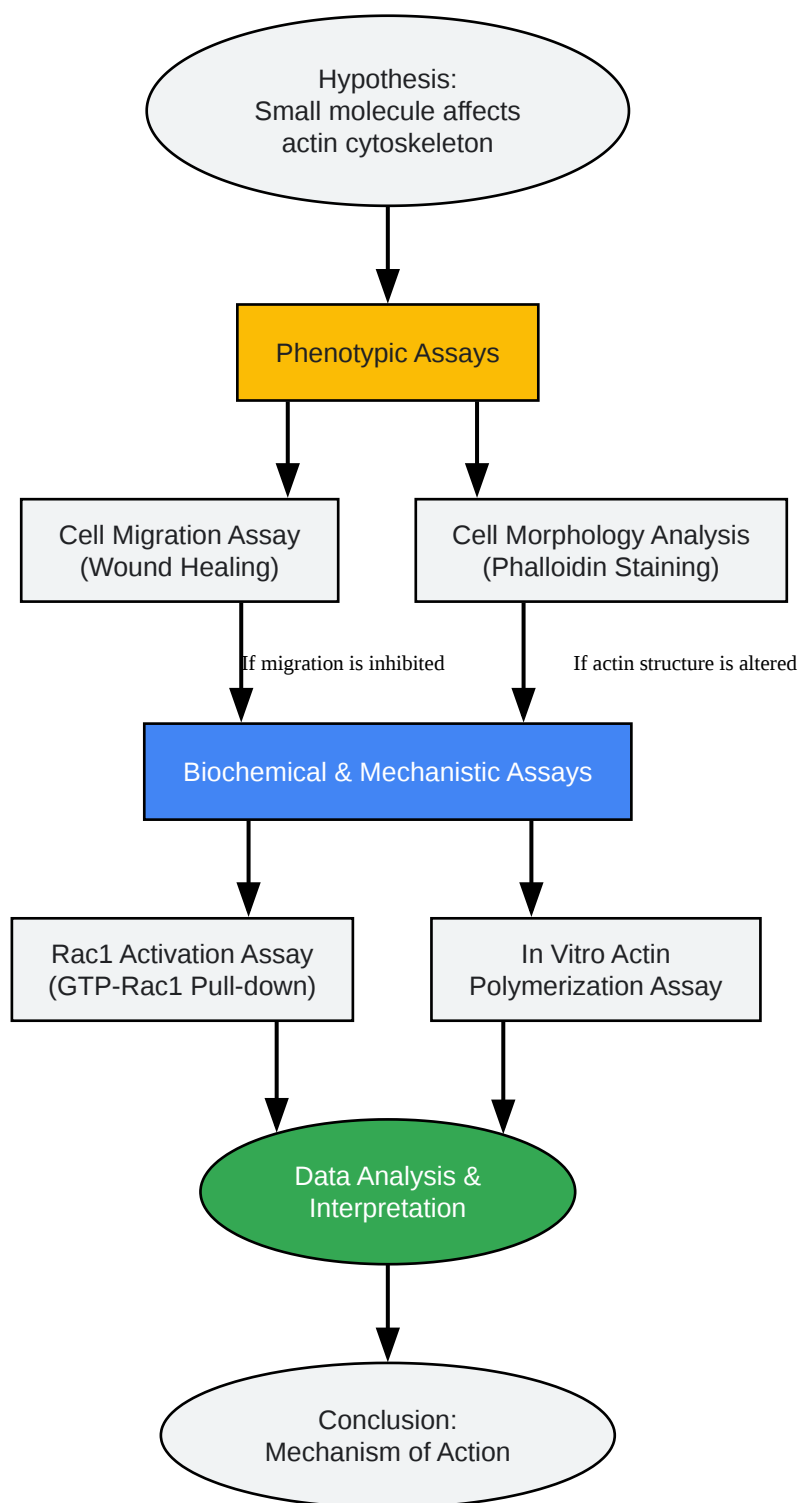 Hypothesis:
Small molecule affects
actin cytoskeleton
Phenotypic Assays
Cell Migration Assay
(Wound Healing)
Cell Morphology Analysis
(Phalloidin Staining)
If migration is inhibited
If actin structure is altered
Biochemical & Mechanistic Assays
Rac1 Activation Assay
(GTP-Rac1 Pull-down)
In Vitro Actin
Polymerization Assay
Data Analysis &
Interpretation
Conclusion:
Mechanism of Action